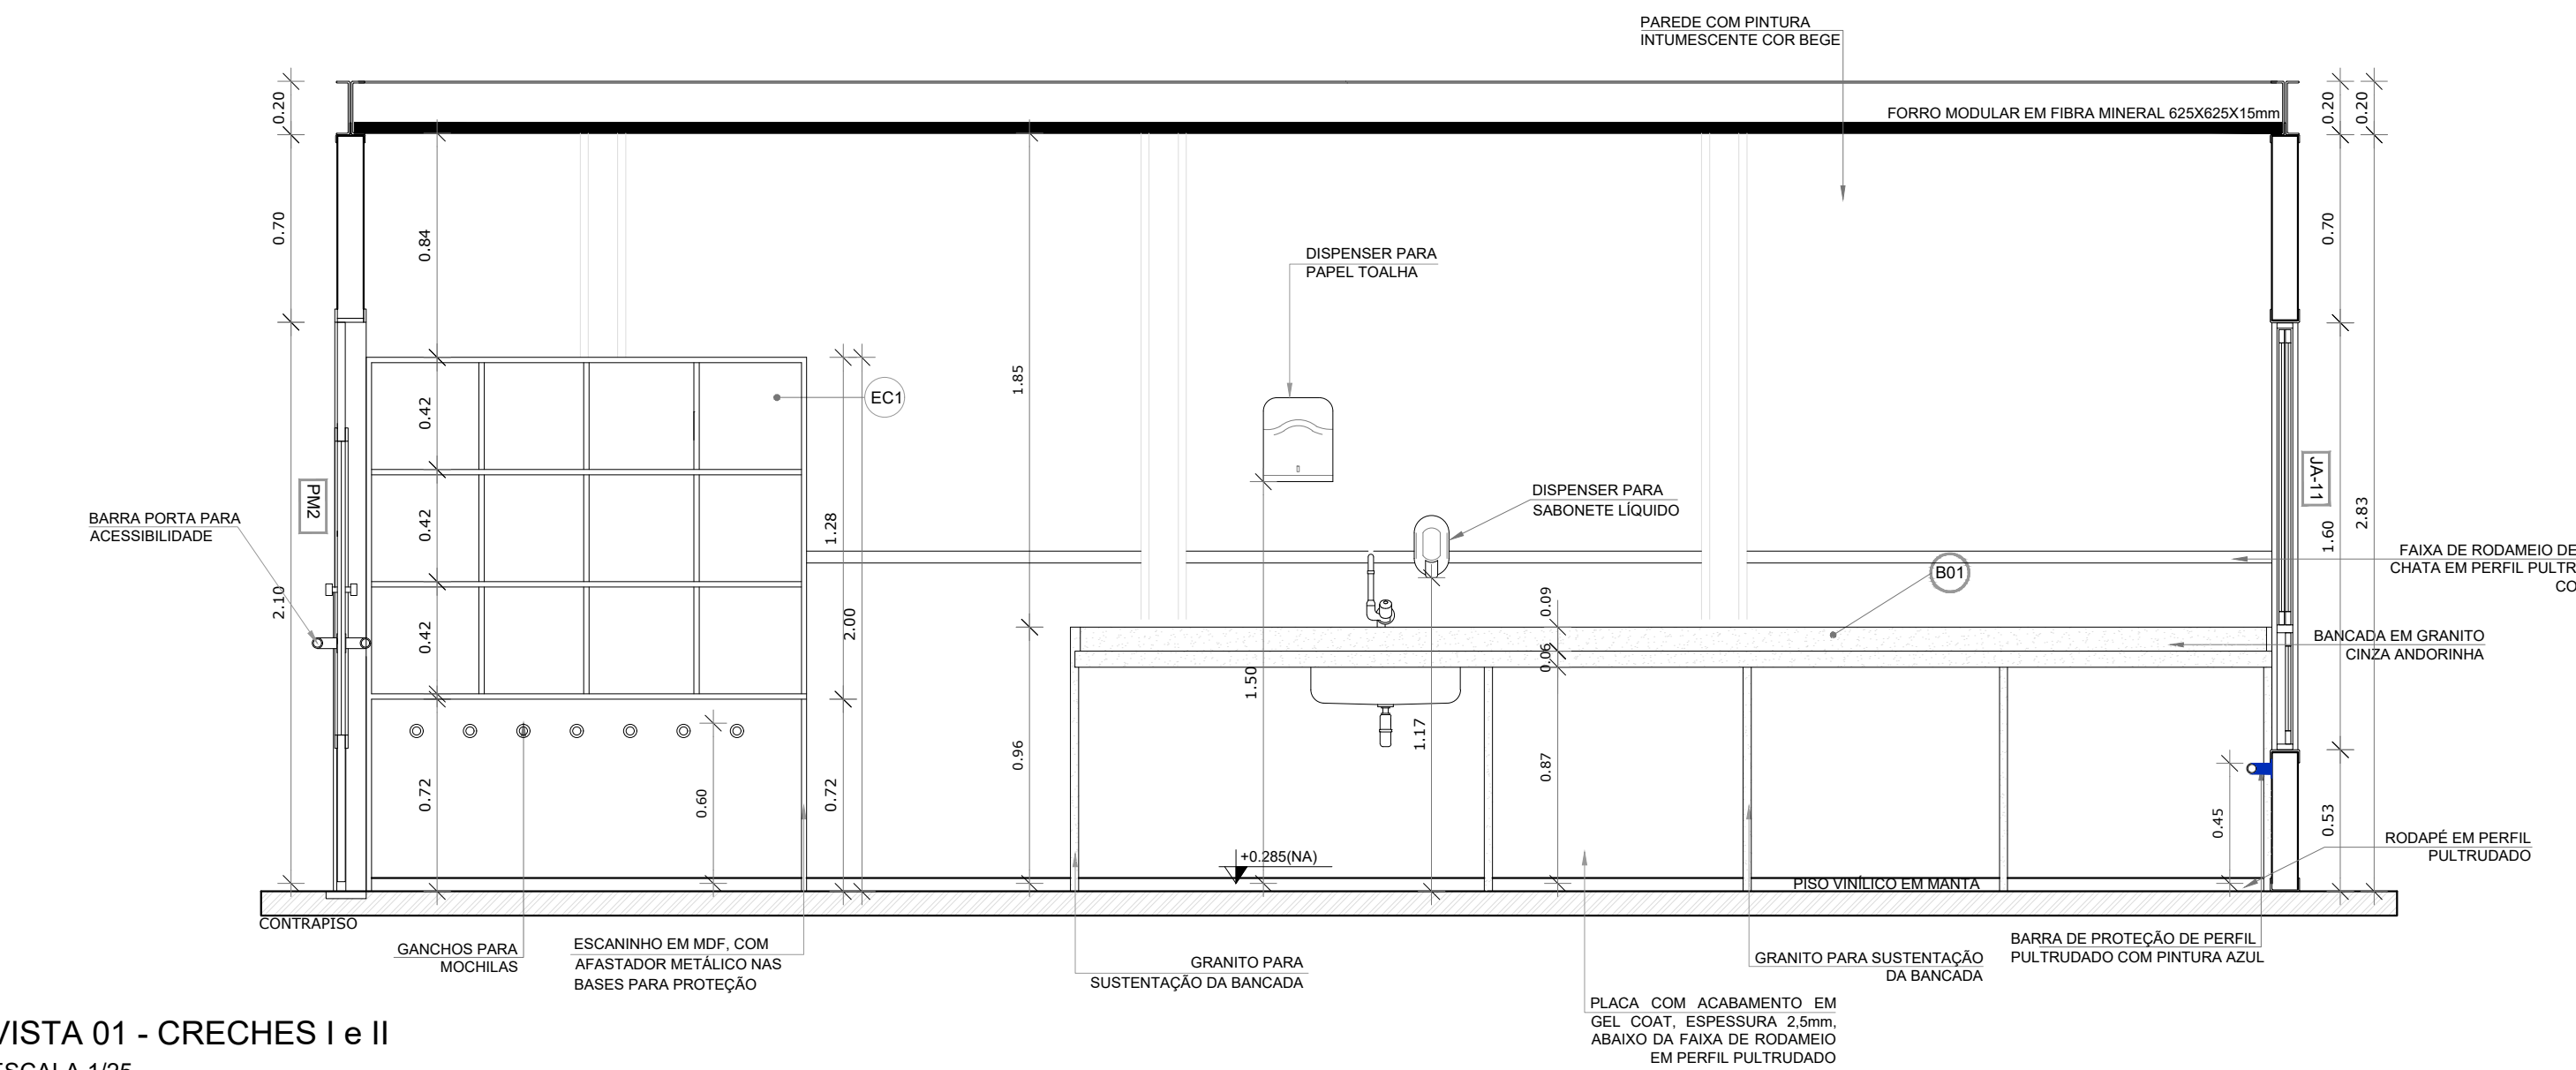 PAREDE COM PINTURA
INTUMESCENTE COR BEGE
0.20
0.20
0.20
FORRO MODULAR EM FIBRA MINERAL 625X625X15mm
0.70
0.84
0.70
DISPENSER PARA
PAPEL TOALHA
1.85
EC1
0.42
PM2
JA-11
DISPENSER PARA
SABONETE LÍQUIDO
BARRA PORTA PARA
ACESSIBILIDADE
0.42
1.28
1.60
2.83
FAIXA DE RODAMEIO DE
CHATA EM PERFIL PULTR
CO
B01
2.10
0.42
2.00
0.09
0.06
BANCADA EM GRANITO
CINZA ANDORINHA
1.50
1.17
0.96
0.87
0.72
0.60
0.72
0.45
0.53
+0.285(NA)
RODAPÉ EM PERFIL
PULTRUDADO
PISO VINÍLICO EM MANTA
CONTRAPISO
GANCHOS PARA
MOCHILAS
ESCANINHO EM MDF, COM
AFASTADOR METÁLICO NAS
BASES PARA PROTEÇÃO
GRANITO PARA
SUSTENTAÇÃO DA BANCADA
GRANITO PARA SUSTENTAÇÃO
DA BANCADA
BARRA DE PROTEÇÃO DE PERFIL
PULTRUDADO COM PINTURA AZUL
PLACA COM ACABAMENTO EM
GEL COAT, ESPESSURA 2,5mm,
ABAIXO DA FAIXA DE RODAMEIO
EM PERFIL PULTRUDADO
VISTA 01 - CRECHES I e II
ESCALA 1/25